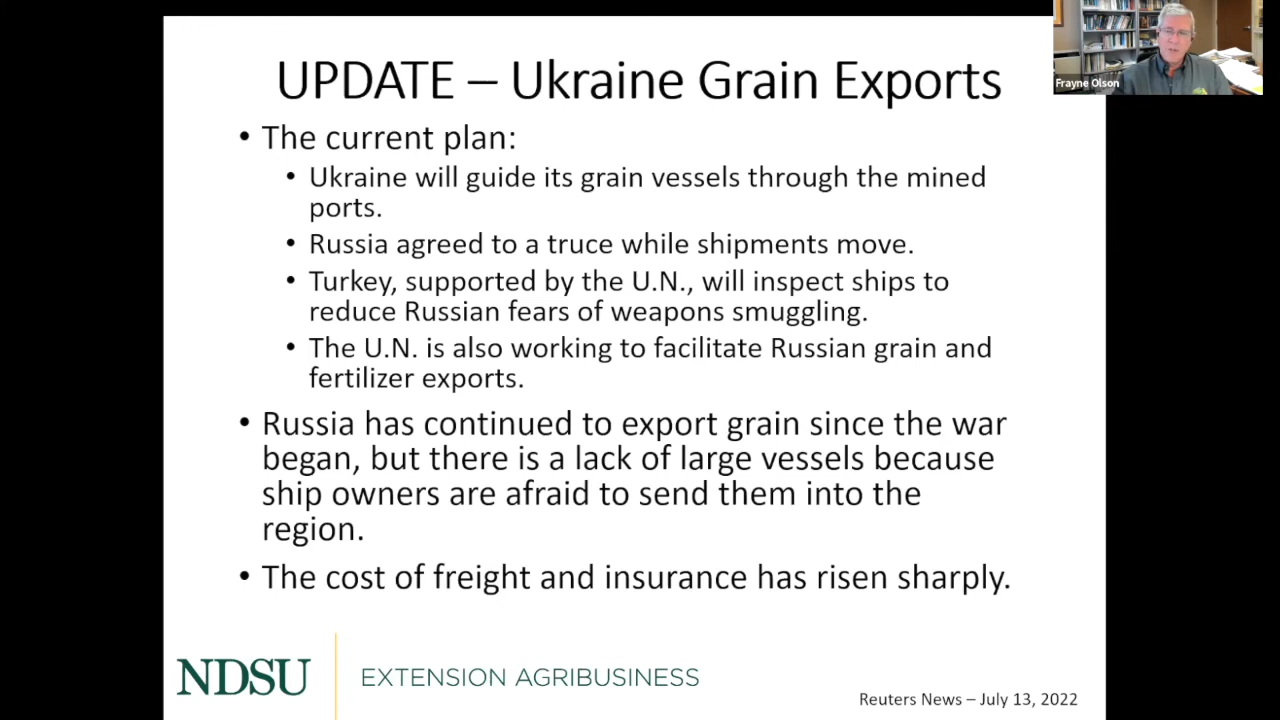 UPDATE – Ukraine Grain Exports
Frayne Olson
• The current plan:
• Ukraine will guide its grain vessels through the mined
ports.
• Russia agreed to a truce while shipments move.
• Turkey, supported by the U.N., will inspect ships to
reduce Russian fears of weapons smuggling.
• The U.N. is also working to facilitate Russian grain and
fertilizer exports.
• Russia has continued to export grain since the war
began, but there is a lack of large vessels because
ship owners are afraid to send them into the
region.
• The cost of freight and insurance has risen sharply.
NDSU
EXTENSION AGRIBUSINESS
Reuters News – July 13, 2022